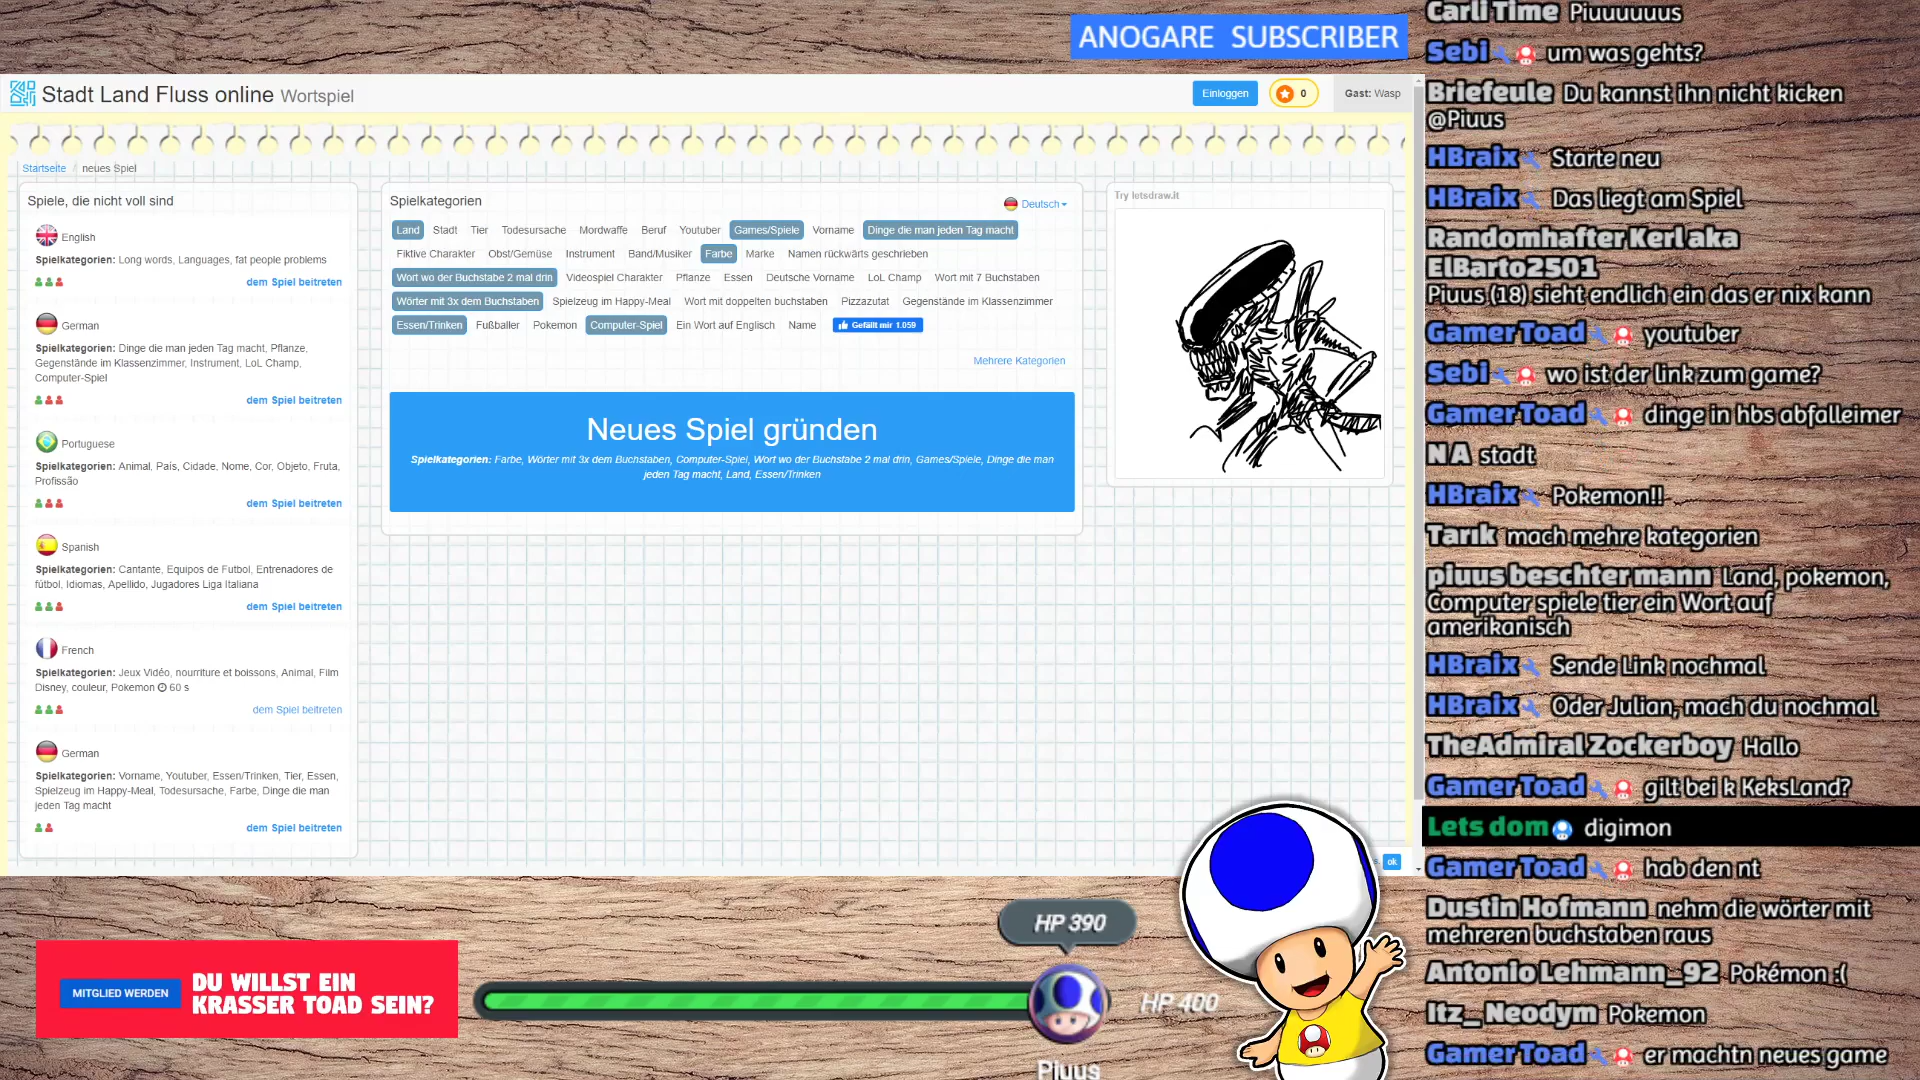 ANOGARE SUBSCRIBER
Stadt Land Fluss online Wortspiel
Einloggen
0
Gast: Wasp
Startseite / neues Spiel
Spiele, die nicht voll sind
English
Spielkategorien: Long words, Languages, fat people problems
dem Spiel beitreten
German
Spielkategorien: Dinge die man jeden Tag macht, Pflanze,
Gegenstände im Klassenzimmer, Instrument, LoL Champ,
Computer-Spiel
dem Spiel beitreten
Portuguese
Spielkategorien: Animal, País, Cidade, Nome, Cor, Objeto, Fruta,
Profissão
dem Spiel beitreten
Spanish
Spielkategorien: Cantante, Equipos de Futbol, Entrenadores de
fútbol, Idiomas, Apellido, Jugadores Liga Italiana
dem Spiel beitreten
French
Spielkategorien: Jeux Vidéo, nourriture et boissons, Animal, Film
Disney, couleur, Pokemon 60 s
dem Spiel beitreten
German
Spielkategorien: Vorname, Youtuber, Essen/Trinken, Tier, Essen,
Spielzeug im Happy-Meal, Todesursache, Farbe, Dinge die man
jeden Tag macht
dem Spiel beitreten
Spielkategorien
Deutsch
Land Stadt Tier Todesursache Mordwaffe Beruf Youtuber Games/Spiele Vorname Dinge die man jeden Tag macht
Fiktive Charakter Obst/Gemüse Instrument Band/Musiker Farbe Marke Namen rückwärts geschrieben
Wort wo der Buchstabe 2 mal drin Videospiel Charakter Pflanze Essen Deutsche Vorname LoL Champ Wort mit 7 Buchstaben
Wörter mit 3x dem Buchstaben Spielzeug im Happy-Meal Wort mit doppelten buchstaben Pizzazutat Gegenstände im Klassenzimmer
Essen/Trinken Fußballer Pokemon Computer-Spiel Ein Wort auf Englisch Name Gefällt mir 1.059
Mehrere Kategorien
Neues Spiel gründen
Spielkategorien: Farbe, Wörter mit 3x dem Buchstaben, Computer-Spiel, Wort wo der Buchstabe 2 mal drin, Games/Spiele, Dinge die man
jeden Tag macht, Land, Essen/Trinken
Try letsdraw.it
ok
Carli Time Piuuuuuus
Sebi um was gehts?
Briefeule Du kannst ihn nicht kicken
@Piuus
HBraix Starte neu
HBraix Das liegt am Spiel
Randomhafter Kerl aka
ElBarto2501
Piuus (18) sieht endlich ein das er nix kann
GamerToad youtuber
Sebi wo ist der link zum game?
GamerToad dinge in hbs abfalleimer
N A stadt
HBraix Pokemon!!
Tarik mach mehre kategorien
piuus beschter mann Land, pokemon,
Computer spiele tier ein Wort auf
amerikanisch
HBraix Sende Link nochmal
HBraix Oder Julian, mach du nochmal
TheAdmiral Zockerboy Hallo
GamerToad gilt bei k KeksLand?
Lets dom digimon
GamerToad hab den nt
Dustin Hofmann nehm die wörter mit
mehreren buchstaben raus
Antonio Lehmann_92 Pokémon :(
Itz_Neodym Pokemon
GamerToad er machtn neues game
MITGLIED WERDEN
DU WILLST EIN
KRASSER TOAD SEIN?
HP 390
HP 400
Piuus